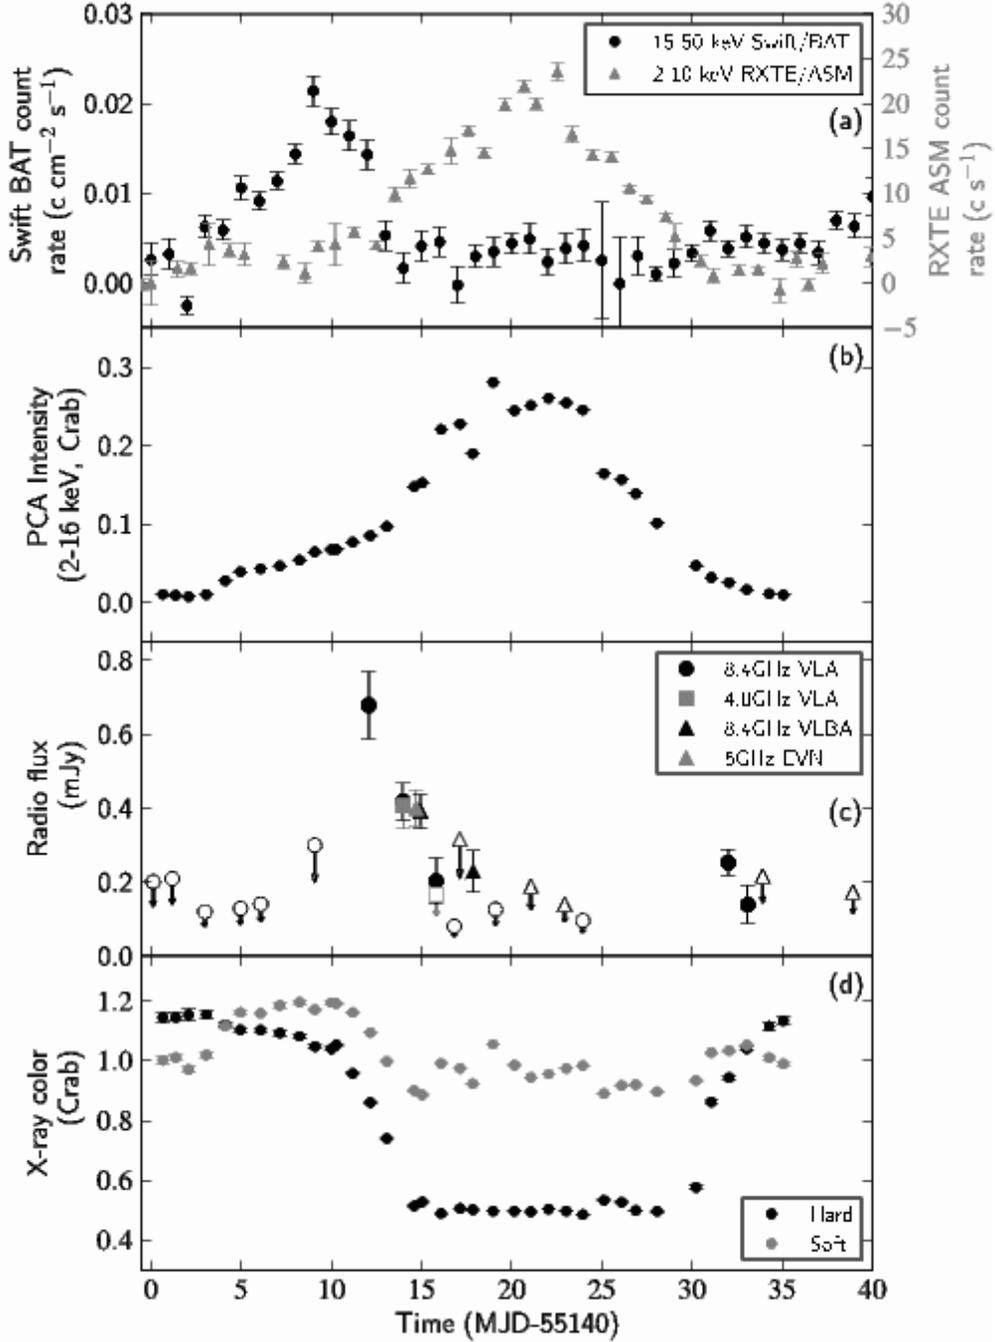 0.03
0.02
0.01
0.00
Swift BAT count
rate (c cm⁻² s⁻¹)
15 50 keV Swift/BAT
2 10 keV RXTE/ASM
(a)
30
25
20
15
10
5
0
−5
RXTE ASM count
rate (c s⁻¹)
0.3
0.2
0.1
0.0
PCA Intensity
(2-16 keV, Crab)
(b)
0.8
0.6
0.4
0.2
0.0
Radio flux
(mJy)
8.4GHz VLA
4.8GHz VLA
8.4GHz VLBA
5GHz EVN
(c)
1.2
1.0
0.8
0.6
0.4
X-ray color
(Crab)
(d)
Hard
Soft
0 5 10 15 20 25 30 35 40
Time (MJD-55140)